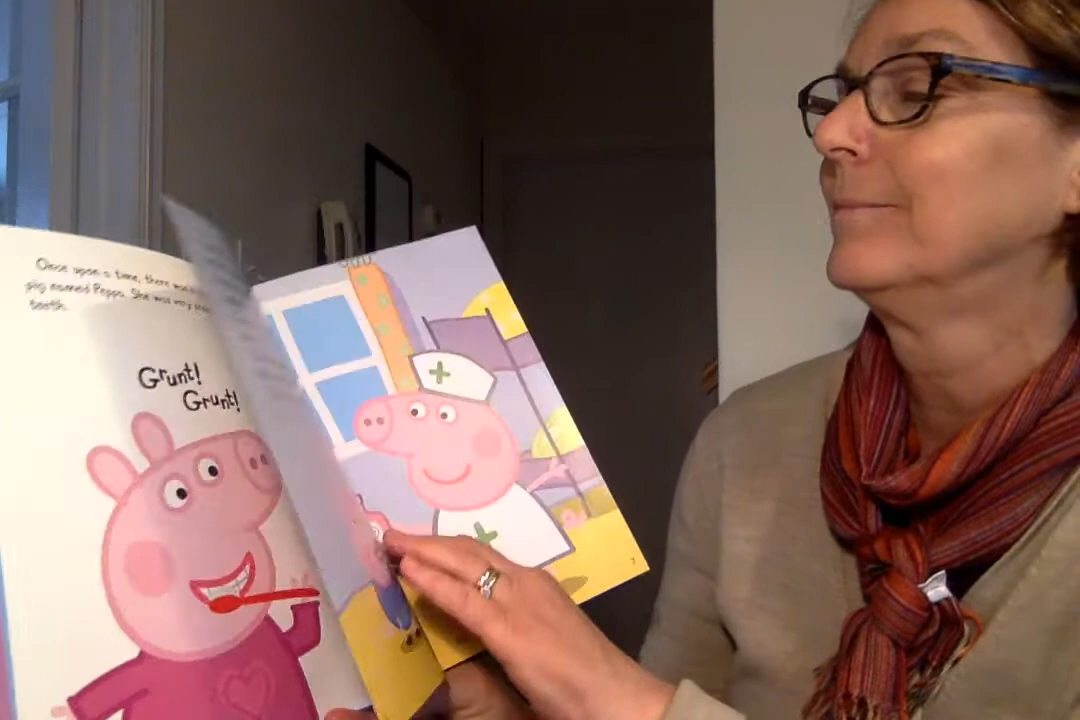 Once upon a time, there was
pig named Peppa. She was very
teeth.
Grunt!
Grunt!